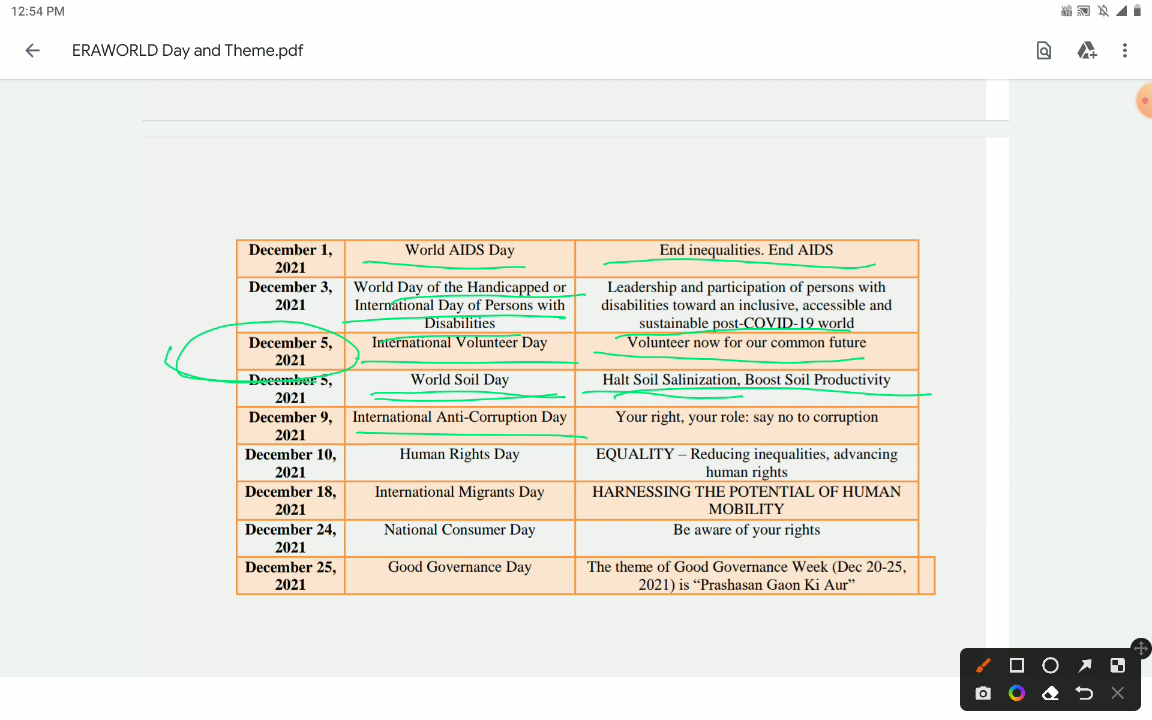 12:54 PM
ERAWORLD Day and Theme.pdf
December 1,
2021
World AIDS Day
End inequalities. End AIDS
December 3,
2021
World Day of the Handicapped or
International Day of Persons with
Disabilities
Leadership and participation of persons with
disabilities toward an inclusive, accessible and
sustainable post-COVID-19 world
December 5,
2021
International Volunteer Day
Volunteer now for our common future
December 5,
2021
World Soil Day
Halt Soil Salinization, Boost Soil Productivity
December 9,
2021
International Anti-Corruption Day
Your right, your role: say no to corruption
December 10,
2021
Human Rights Day
EQUALITY – Reducing inequalities, advancing
human rights
December 18,
2021
International Migrants Day
HARNESSING THE POTENTIAL OF HUMAN
MOBILITY
December 24,
2021
National Consumer Day
Be aware of your rights
December 25,
2021
Good Governance Day
The theme of Good Governance Week (Dec 20-25,
2021) is “Prashasan Gaon Ki Aur”